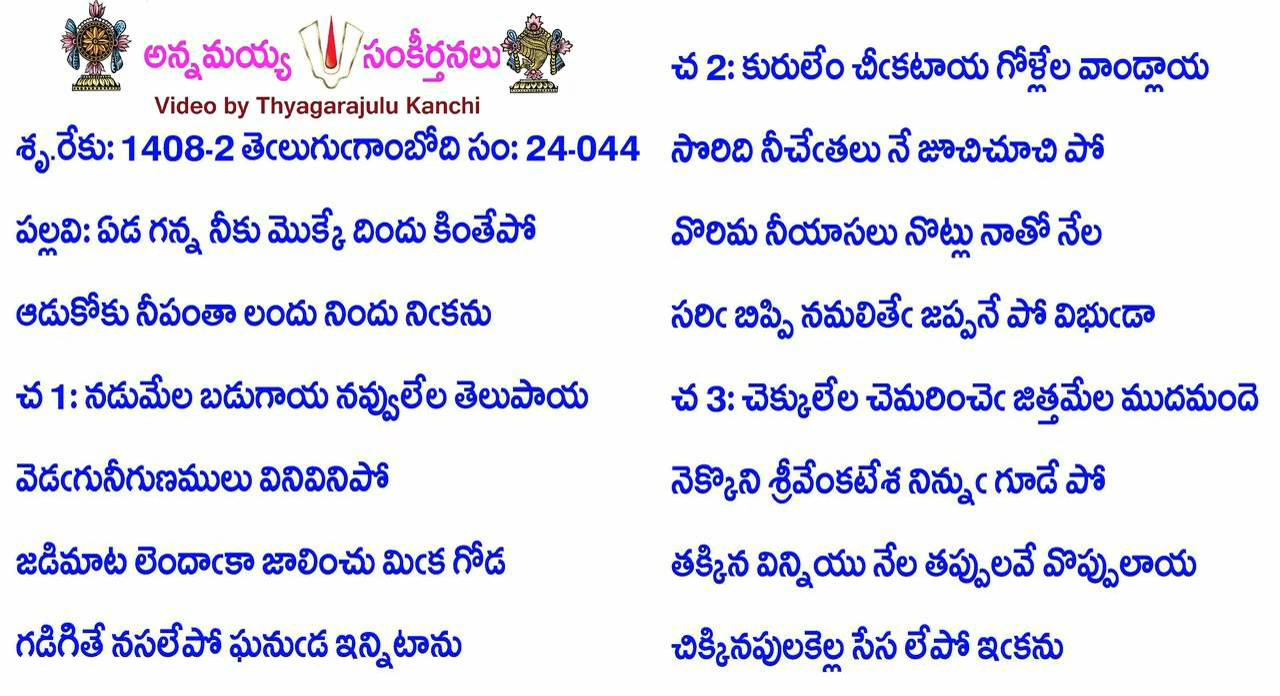 అన్నమయ్య సంకీర్తనలు
Video by Thyagarajulu Kanchi
శృ.రేకు: 1408-2 తెఁలుగుఁగాంబోది సం: 24-044
పల్లవి: ఏడ గన్న నీకు మొక్కే దిందు కింతేపో
ఆడుకోకు నీపంతా లందు నిందు నిఁకను
చ 1: నడుమేల బడుగాయ నవ్వులేల తెలుపాయ
వెడఁగునీగుణములు వినివినిపో
జడిమాట లెందాఁకా జాలించు మిఁక గోడ
గడిగితే నసలేపో ఘనుఁడ ఇన్నిటాను
చ 2: కురులేం చీఁకటాయ గోళ్లేల వాండ్లాయ
సొరిది నీచేఁతలు నే జూచిచూచి పో
వొరిమ నీయాసలు నొట్లు నాతో నేల
సరిఁ బిప్పి నమలితేఁ జప్పనే పో విభుఁడా
చ 3: చెక్కులేల చెమరించెఁ జిత్తమేల ముదమందె
నెక్కొని శ్రీవేంకటేశ నిన్నుఁ గూడే పో
తక్కిన విన్నియు నేల తప్పులవే వొప్పులాయ
చిక్కినపులకెల్ల సేస లేపో ఇఁకను